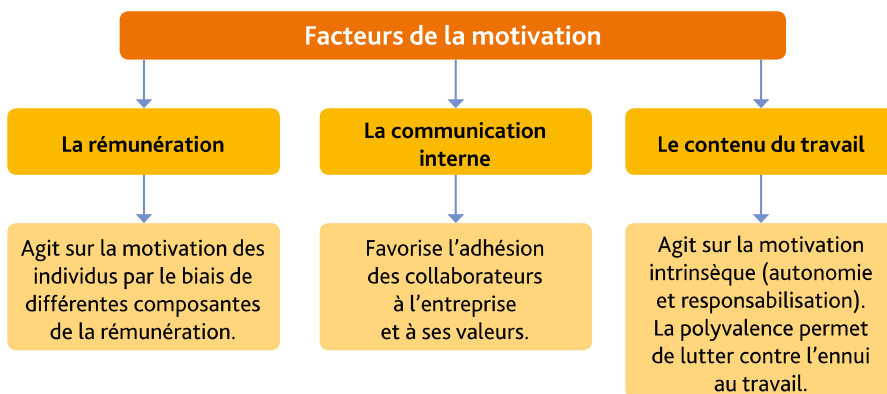 Facteurs de la motivation
La rémunération
La communication
interne
Le contenu du travail
Agit sur la motivation des
individus par le biais de
différentes composantes
de la rémunération.
Favorise l’adhésion
des collaborateurs
à l’entreprise
et à ses valeurs.
Agit sur la motivation
intrinsèque (autonomie
et responsabilisation).
La polyvalence permet
de lutter contre l’ennui
au travail.